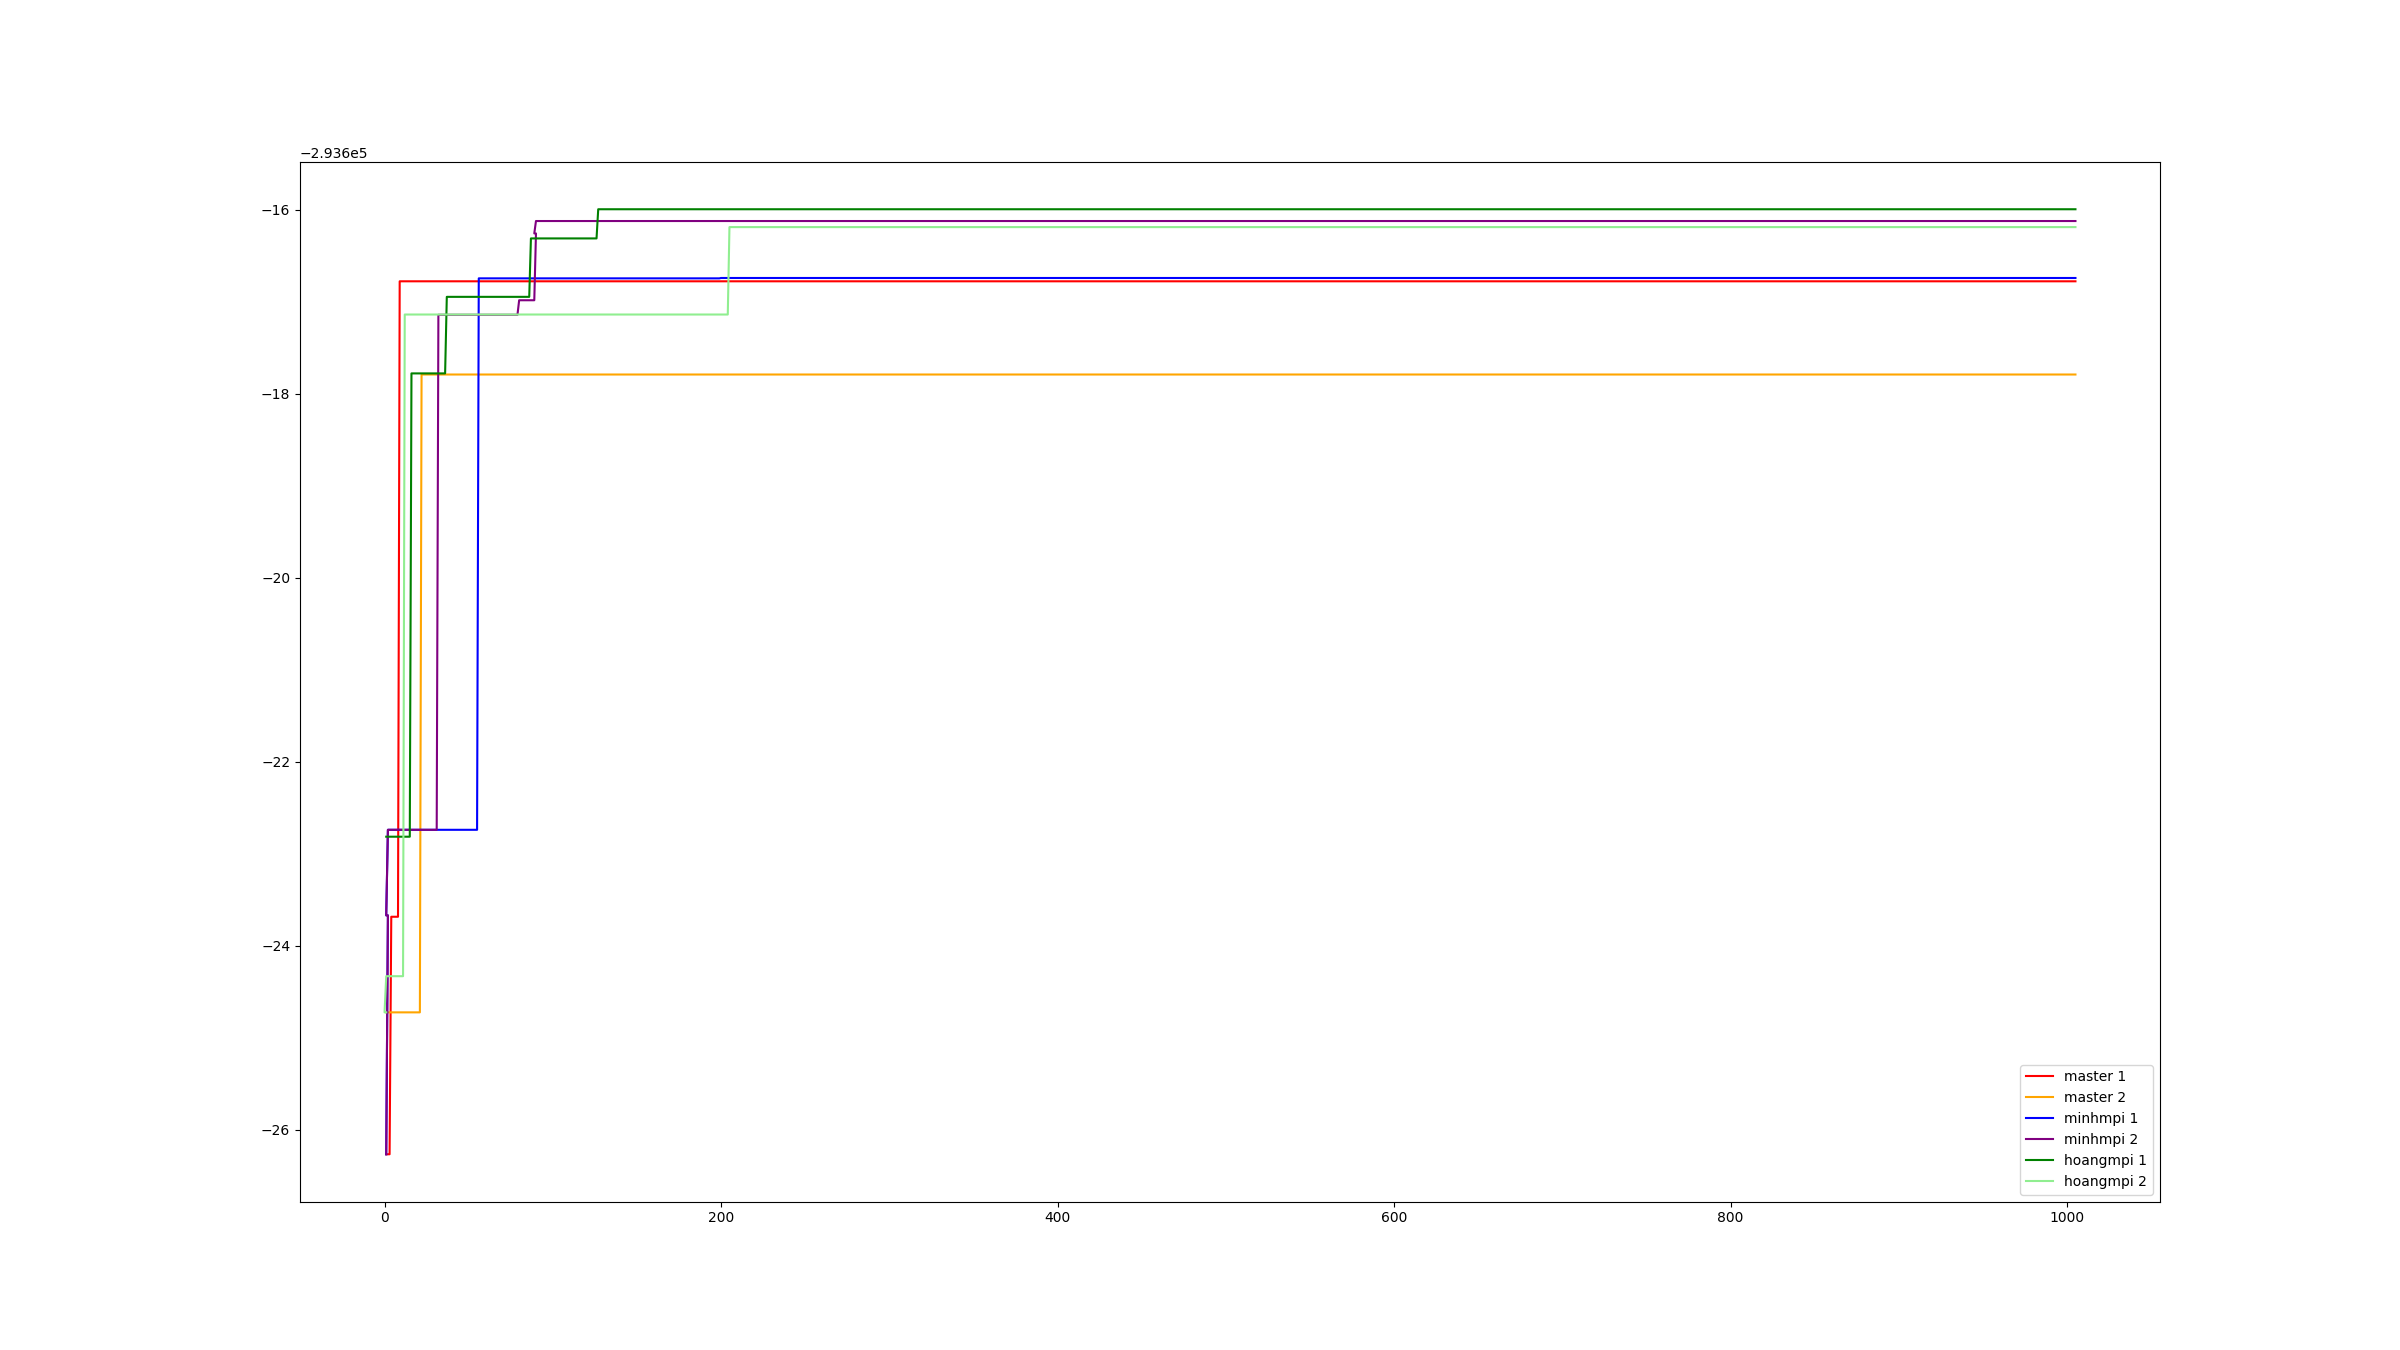 −2.936e5
−16
−18
−20
−22
−24
−26
0 200 400 600 800 1000
master 1
master 2
minhmpi 1
minhmpi 2
hoangmpi 1
hoangmpi 2